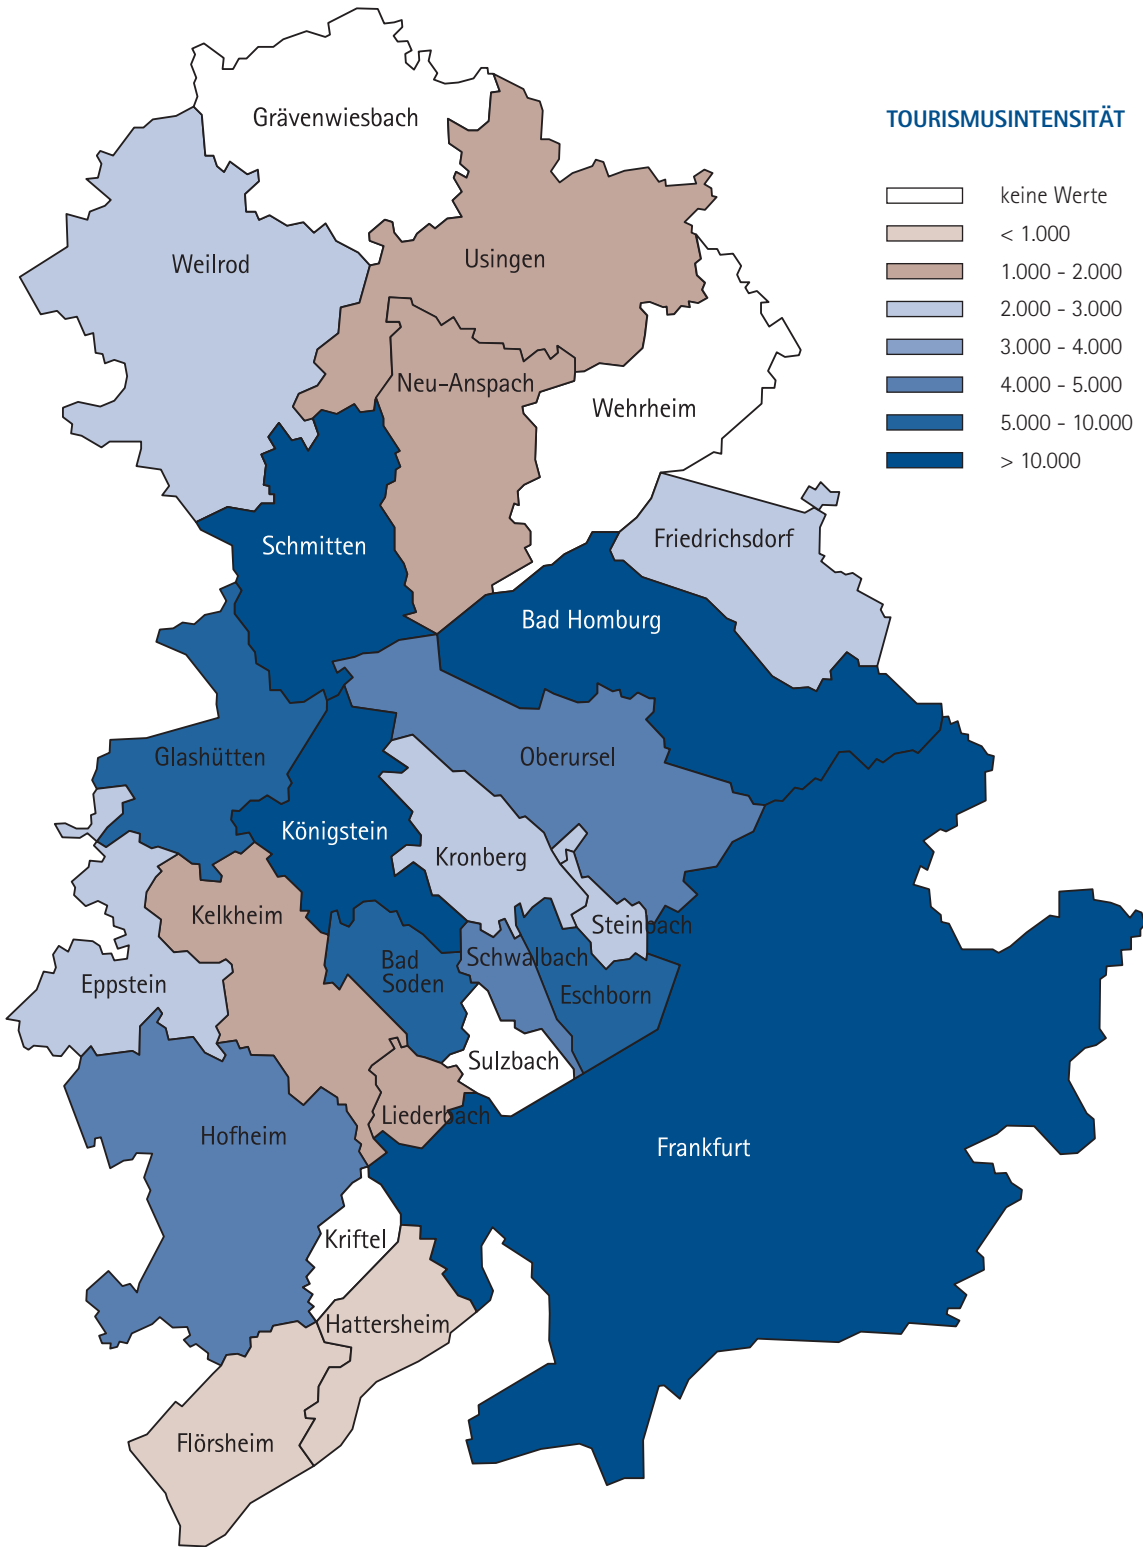 Grävenwiesbach
TOURISMUSINTENSITÄT
keine Werte
< 1.000
1.000 - 2.000
2.000 - 3.000
3.000 - 4.000
4.000 - 5.000
5.000 - 10.000
> 10.000
Usingen
Weilrod
Neu-Anspach
Wehrheim
Friedrichsdorf
Schmitten
Bad Homburg
Glashütten
Oberursel
Königstein
Kronberg
Kelkheim
Steinbach
Schwalbach
Bad
Soden
Eppstein
Eschborn
Sulzbach
Liederbach
Hofheim
Frankfurt
Kriftel
Hattersheim
Flörsheim